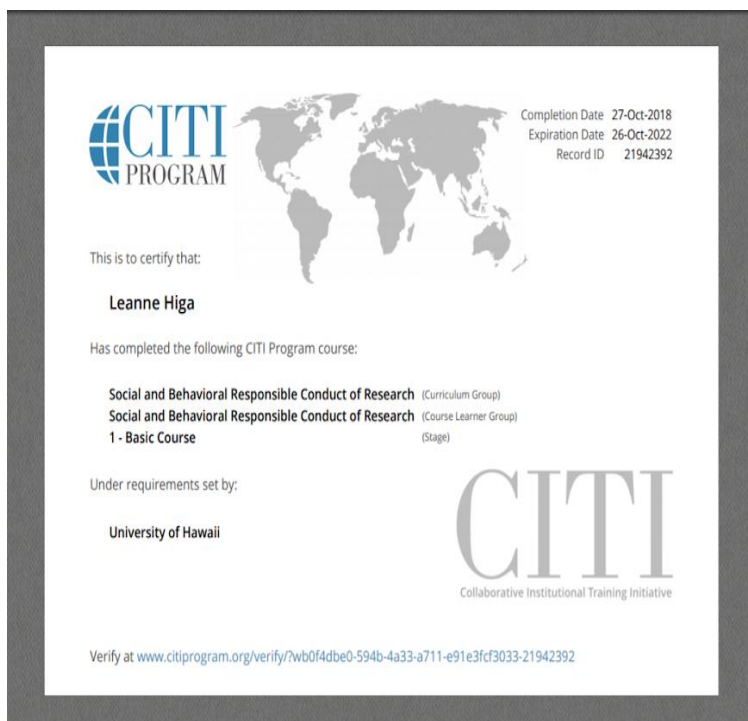 CITI
PROGRAM
Completion Date 27-Oct-2018
Expiration Date 26-Oct-2022
Record ID 21942392
This is to certify that:
Leanne Higa
Has completed the following CITI Program course:
Social and Behavioral Responsible Conduct of Research (Curriculum Group)
Social and Behavioral Responsible Conduct of Research (Course Learner Group)
1 - Basic Course (Stage)
Under requirements set by:
University of Hawaii
CITI
Collaborative Institutional Training Initiative
Verify at www.citiprogram.org/verify/?wb0f4dbe0-594b-4a33-a711-e91e3fcf3033-21942392